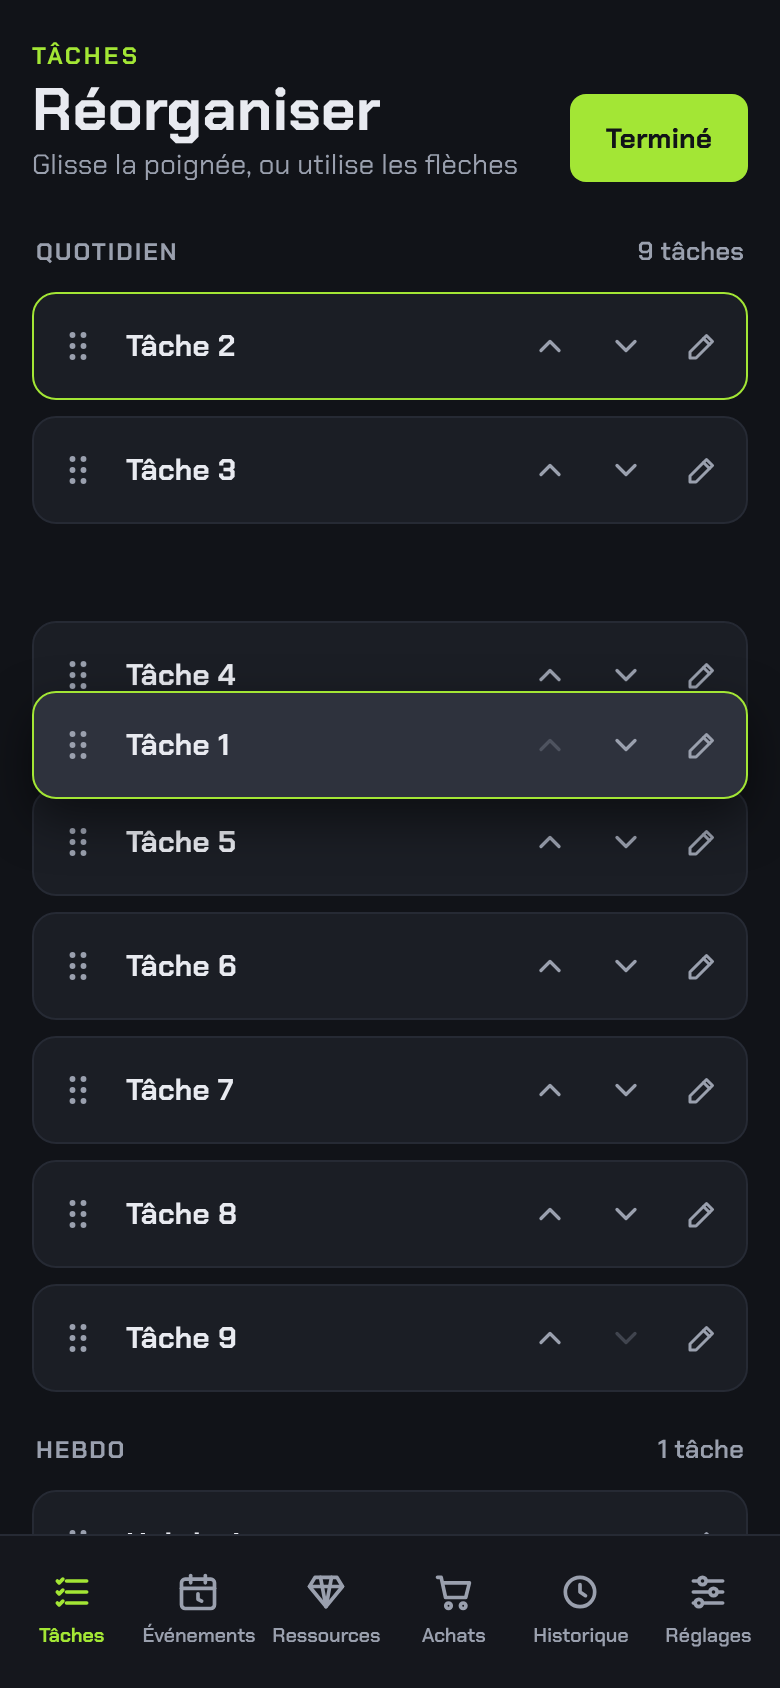 TÂCHES
Réorganiser
Glisse la poignée, ou utilise les flèches
Terminé
QUOTIDIEN
9 tâches
Tâche 2
Tâche 3
Tâche 4
Tâche 1
Tâche 5
Tâche 6
Tâche 7
Tâche 8
Tâche 9
HEBDO
1 tâche
Tâches
Événements
Ressources
Achats
Historique
Réglages